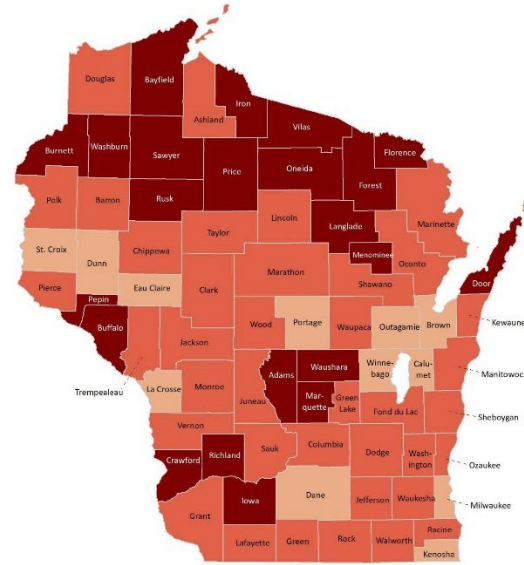 Douglas
Bayfield
Iron
Ashland
Vilas
Burnett
Washburn
Sawyer
Price
Oneida
Florence
Forest
Polk
Barron
Rusk
Lincoln
Langlade
Marinette
Taylor
St. Croix
Dunn
Chippewa
Menominee
Oconto
Door
Marathon
Pierce
Pepin
Eau Claire
Clark
Shawano
Buffalo
Jackson
Wood
Portage
Waupaca
Outagamie
Brown
Kewaune
Trempealeau
La Crosse
Monroe
Juneau
Adams
Waushara
Winne-
bago
Calu-
met
Manitowoc
Mar-
quette
Green
Lake
Fond du Lac
Sheboygan
Vernon
Crawford
Richland
Sauk
Columbia
Dodge
Wash-
ington
Ozaukee
Iowa
Dane
Jefferson
Waukesha
Milwaukee
Grant
Lafayette
Green
Rock
Walworth
Racine
Kenosha